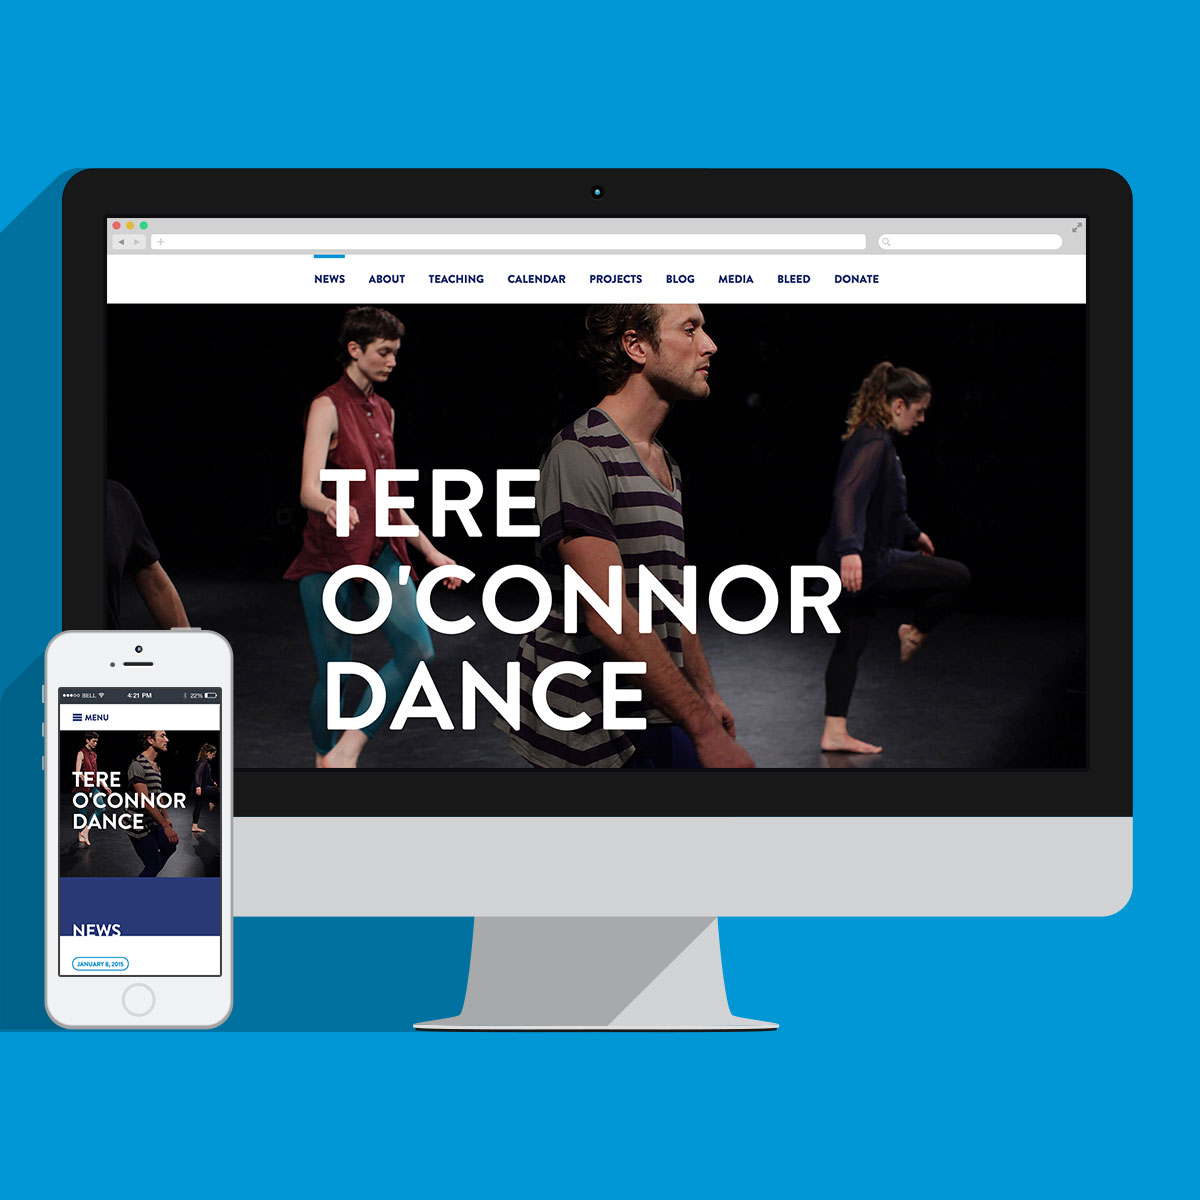 NEWS ABOUT TEACHING CALENDAR PROJECTS BLOG MEDIA BLEED DONATE
TERE
O'CONNOR
DANCE
BELL 4:21 PM 22%
MENU
TERE
O'CONNOR
DANCE
NEWS
JANUARY 8, 2015